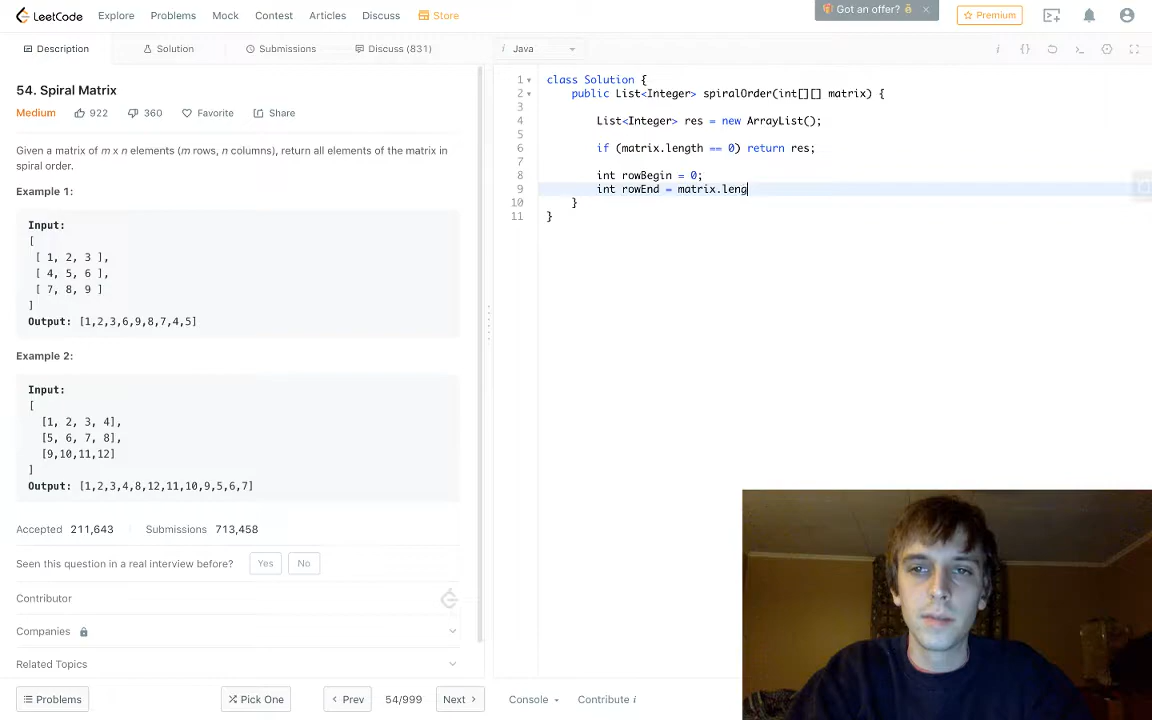 LeetCode Explore Problems Mock Contest Articles Discuss Store Got an offer? × Premium
Description Solution Submissions Discuss (831) i Java i {}
54. Spiral Matrix
Medium 922 360 Favorite Share
Given a matrix of m x n elements (m rows, n columns), return all elements of the matrix in
spiral order.
Example 1:
Input:
[
[ 1, 2, 3 ],
[ 4, 5, 6 ],
[ 7, 8, 9 ]
]
Output: [1,2,3,6,9,8,7,4,5]
Example 2:
Input:
[
[1, 2, 3, 4],
[5, 6, 7, 8],
[9,10,11,12]
]
Output: [1,2,3,4,8,12,11,10,9,5,6,7]
Accepted 211,643 Submissions 713,458
Seen this question in a real interview before? Yes No
Contributor
Companies
Related Topics
Problems Pick One Prev 54/999 Next Console Contribute i
1 class Solution {
2 public List<Integer> spiralOrder(int[][] matrix) {
3
4 List<Integer> res = new ArrayList();
5
6 if (matrix.length == 0) return res;
7
8 int rowBegin = 0;
9 int rowEnd = matrix.leng
10 }
11 }